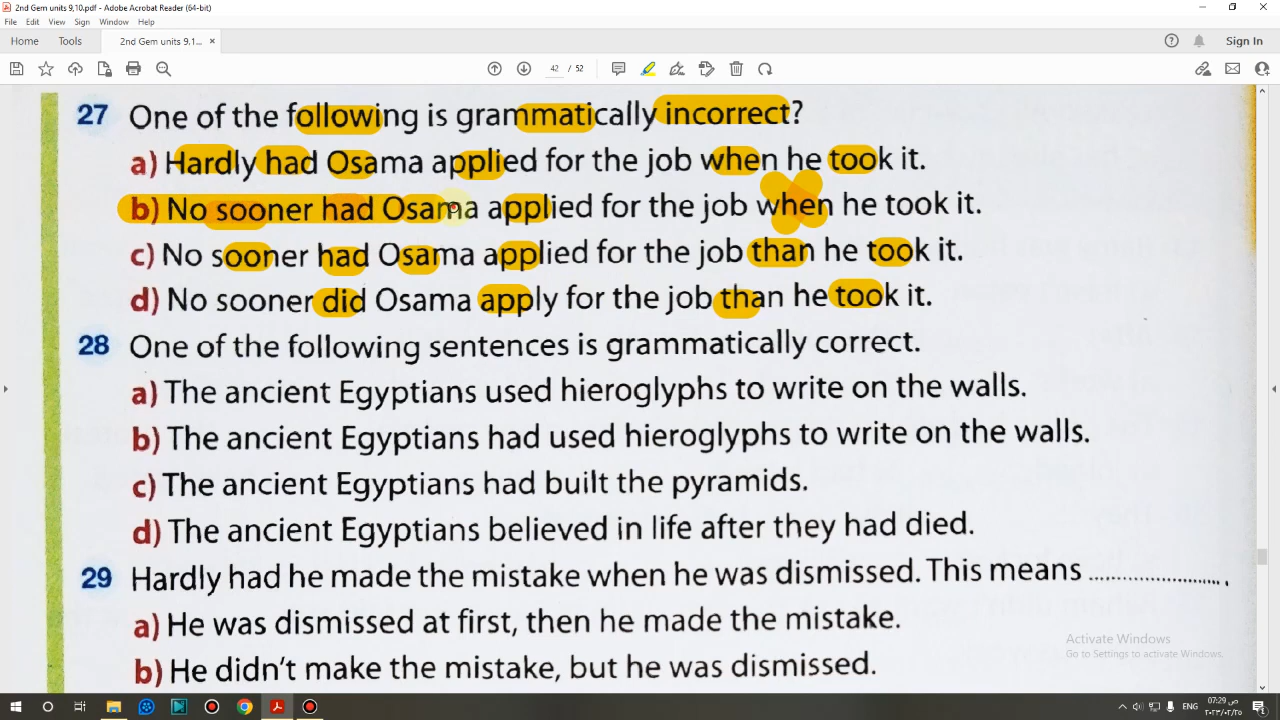 2nd Gem units 9,10.pdf - Adobe Acrobat Reader (64-bit)
File Edit View Sign Window Help
Home Tools 2nd Gem units 9,1... × Sign In
42 / 52
27 One of the following is grammatically incorrect?
a) Hardly had Osama applied for the job when he took it.
b) No sooner had Osama applied for the job when he took it.
c) No sooner had Osama applied for the job than he took it.
d) No sooner did Osama apply for the job than he took it.
28 One of the following sentences is grammatically correct.
a) The ancient Egyptians used hieroglyphs to write on the walls.
b) The ancient Egyptians had used hieroglyphs to write on the walls.
c) The ancient Egyptians had built the pyramids.
d) The ancient Egyptians believed in life after they had died.
29 Hardly had he made the mistake when he was dismissed. This means ........................ .
a) He was dismissed at first, then he made the mistake.
b) He didn't make the mistake, but he was dismissed.
Activate Windows
Go to Settings to activate Windows.
ENG 07:29 ص